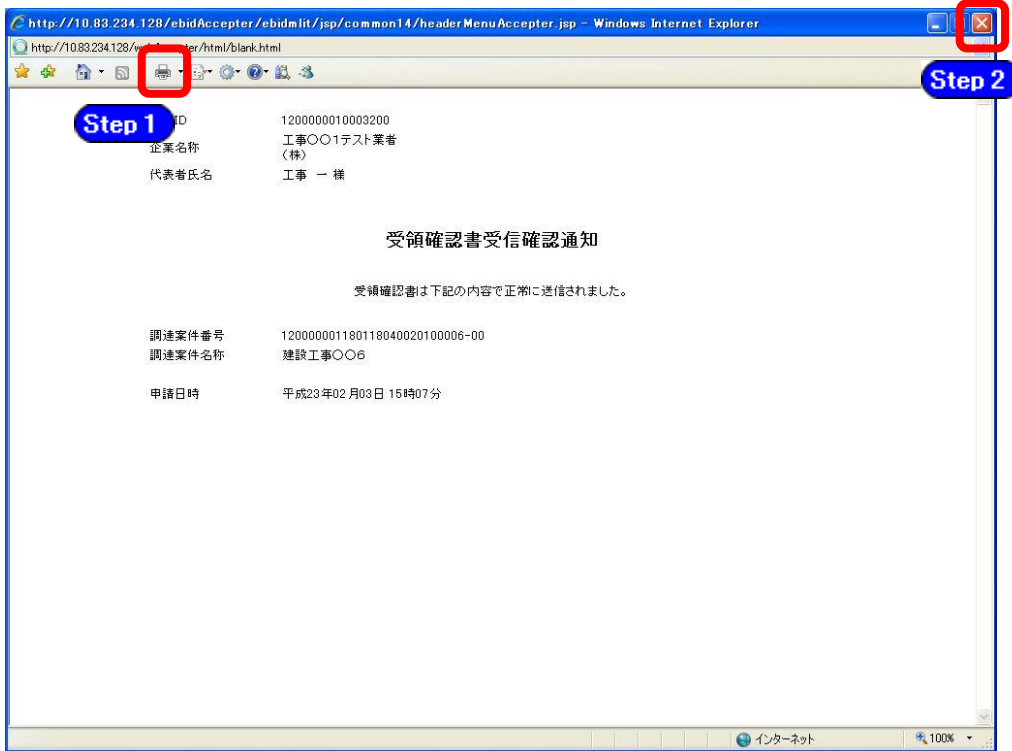 http://10.83.234.128/ebidAccepter/ebidmlit/jsp/common14/headerMenuAccepter.jsp - Windows Internet Explorer
http://10.83.234.128/ /html/blank.html
Step 2
Step 1
ID 1200000010003200
企業名称 工事○○1テスト業者
(株)
代表者氏名 工事 一 様
受領確認書受信確認通知
受領確認書は下記の内容で正常に送信されました。
調達案件番号 1200000011801180400201 00006-00
調達案件名称 建設工事○○6
申請日時 平成23年02月03日 15時07分
インターネット 100%